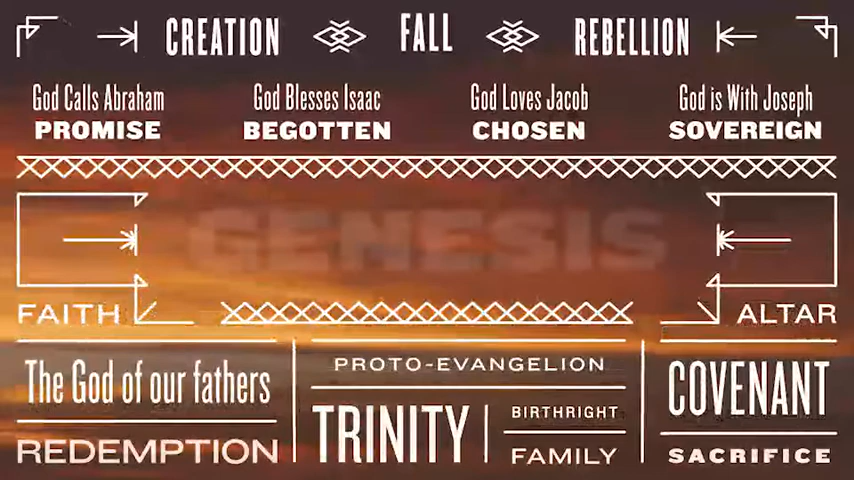 CREATION FALL REBELLION
God Calls Abraham God Blesses Isaac God Loves Jacob God is With Joseph
PROMISE BEGOTTEN CHOSEN SOVEREIGN
GENESIS
FAITH ALTAR
The God of our fathers
REDEMPTION
PROTO-EVANGELION
TRINITY
BIRTHRIGHT
FAMILY
COVENANT
SACRIFICE